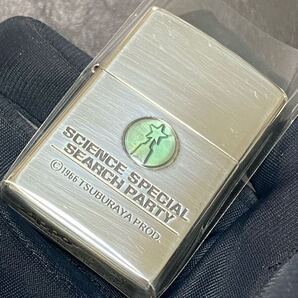 SCIENCE SPECIAL
SEARCH PARTY
©1966 TSUBURAYA PROD.